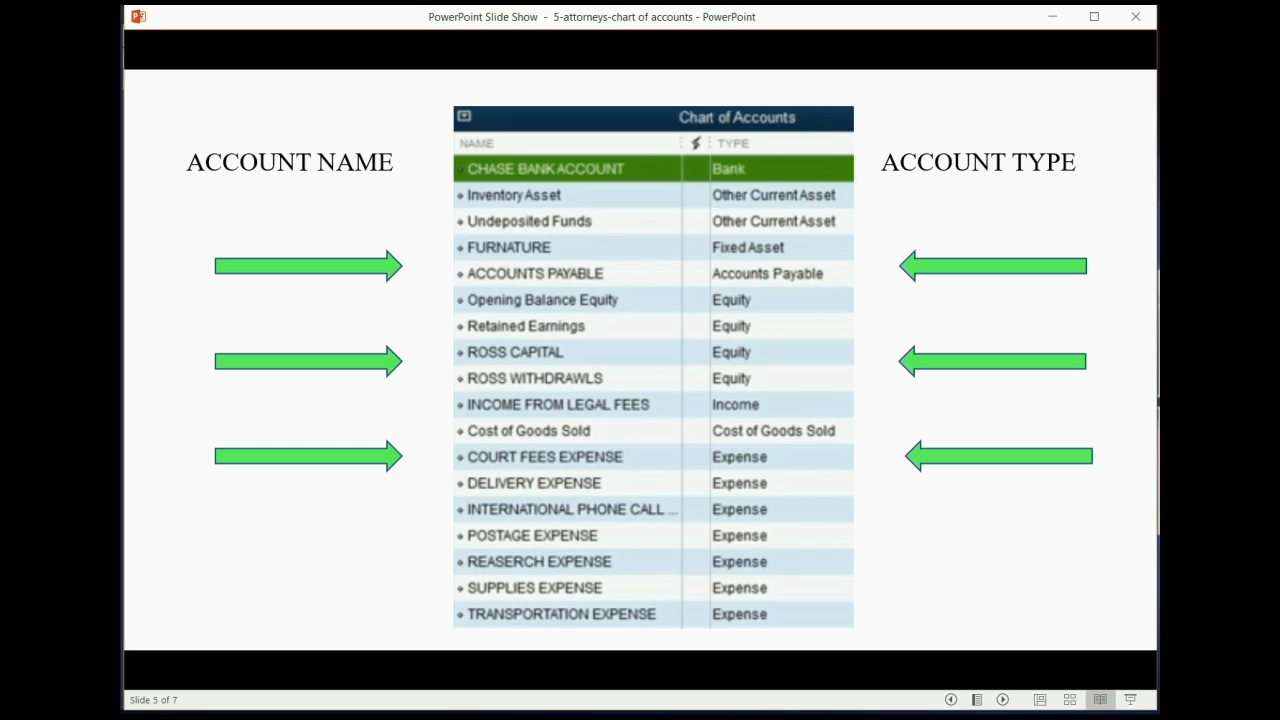 PowerPoint Slide Show - 5-attorneys-chart of accounts - PowerPoint
ACCOUNT NAME
ACCOUNT TYPE
Chart of Accounts
NAME TYPE
CHASE BANK ACCOUNT Bank
Inventory Asset Other Current Asset
Undeposited Funds Other Current Asset
FURNATURE Fixed Asset
ACCOUNTS PAYABLE Accounts Payable
Opening Balance Equity Equity
Retained Earnings Equity
ROSS CAPITAL Equity
ROSS WITHDRAWLS Equity
INCOME FROM LEGAL FEES Income
Cost of Goods Sold Cost of Goods Sold
COURT FEES EXPENSE Expense
DELIVERY EXPENSE Expense
INTERNATIONAL PHONE CALL ... Expense
POSTAGE EXPENSE Expense
REASERCH EXPENSE Expense
SUPPLIES EXPENSE Expense
TRANSPORTATION EXPENSE Expense
Slide 5 of 7